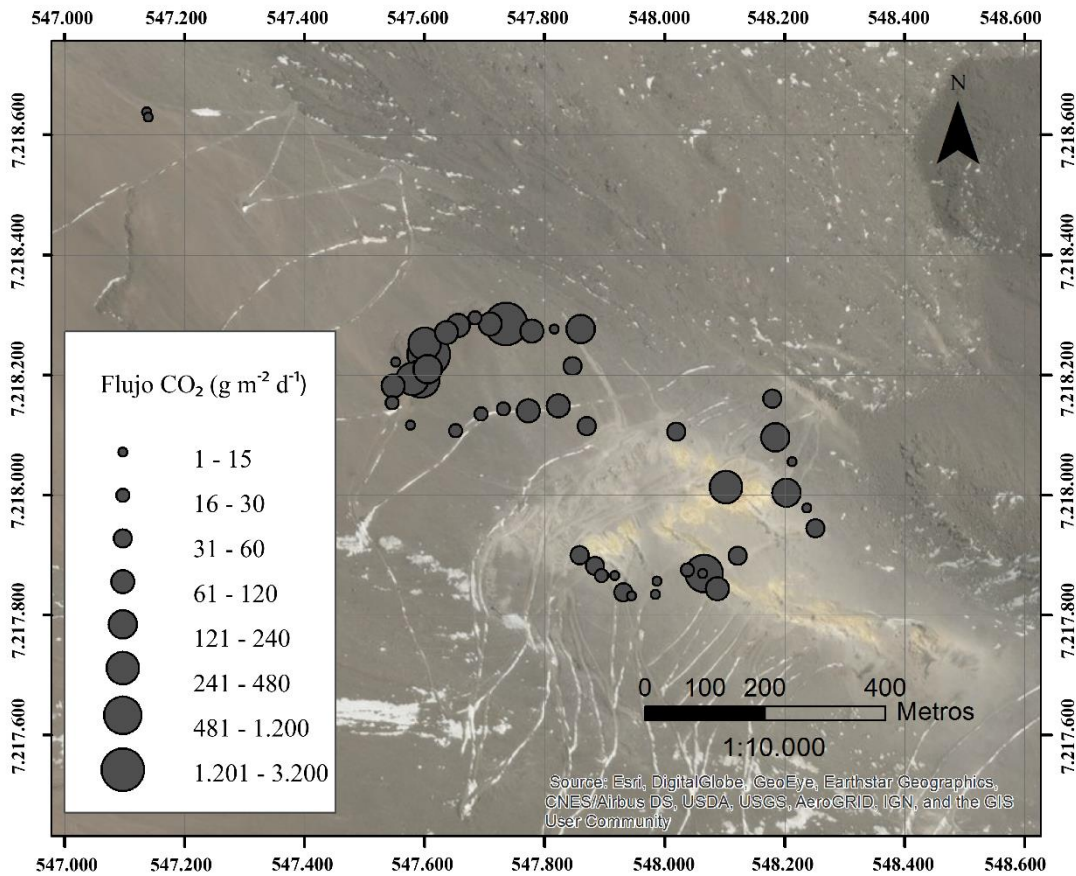 547.000 547.200 547.400 547.600 547.800 548.000 548.200 548.400 548.600
7.218.600
7.218.400
7.218.200
7.218.000
7.217.800
7.217.600
N
7.218.600
7.218.400
7.218.200
7.218.000
7.217.800
7.217.600
Flujo CO₂ (g m⁻² d⁻¹)
1 - 15
16 - 30
31 - 60
61 - 120
121 - 240
241 - 480
481 - 1.200
1.201 - 3.200
0 100 200 400
Metros
1:10.000
Source: Esri, DigitalGlobe, GeoEye, Earthstar Geographics,
CNES/Airbus DS, USDA, USGS, AeroGRID, IGN, and the GIS
User Community
547.000 547.200 547.400 547.600 547.800 548.000 548.200 548.400 548.600